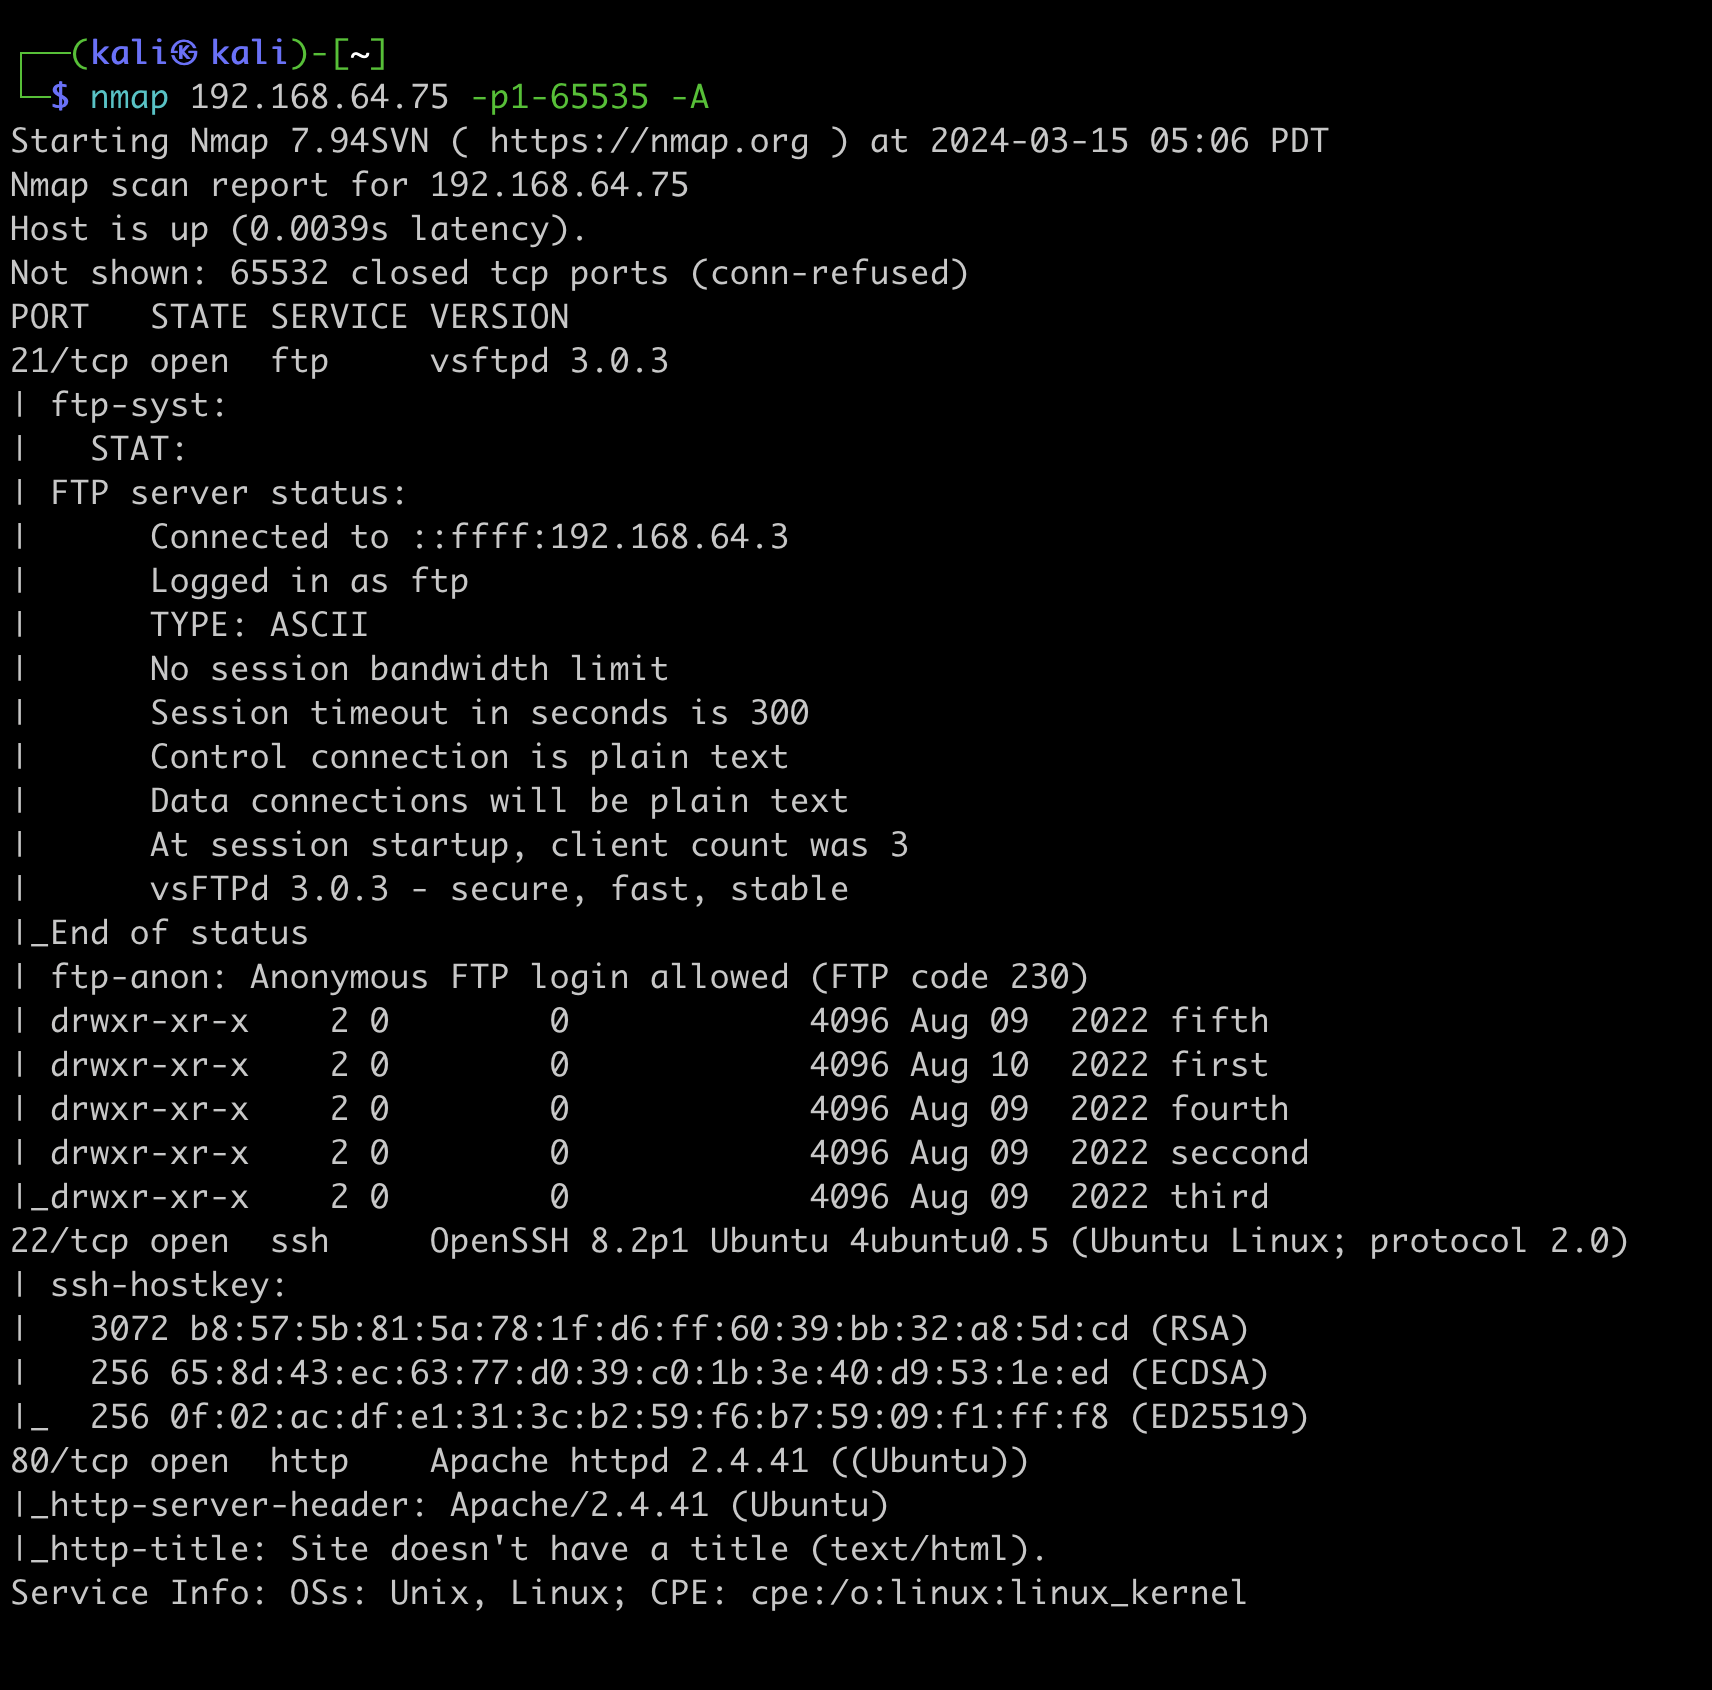 ┌──(kali㉿kali)-[~]
└─$ nmap 192.168.64.75 -p1-65535 -A
Starting Nmap 7.94SVN ( https://nmap.org ) at 2024-03-15 05:06 PDT
Nmap scan report for 192.168.64.75
Host is up (0.0039s latency).
Not shown: 65532 closed tcp ports (conn-refused)
PORT   STATE SERVICE VERSION
21/tcp open  ftp     vsftpd 3.0.3
| ftp-syst:
|   STAT:
| FTP server status:
|      Connected to ::ffff:192.168.64.3
|      Logged in as ftp
|      TYPE: ASCII
|      No session bandwidth limit
|      Session timeout in seconds is 300
|      Control connection is plain text
|      Data connections will be plain text
|      At session startup, client count was 3
|      vsFTPd 3.0.3 - secure, fast, stable
|_End of status
| ftp-anon: Anonymous FTP login allowed (FTP code 230)
| drwxr-xr-x    2 0        0            4096 Aug 09  2022 fifth
| drwxr-xr-x    2 0        0            4096 Aug 10  2022 first
| drwxr-xr-x    2 0        0            4096 Aug 09  2022 fourth
| drwxr-xr-x    2 0        0            4096 Aug 09  2022 seccond
|_drwxr-xr-x    2 0        0            4096 Aug 09  2022 third
22/tcp open  ssh     OpenSSH 8.2p1 Ubuntu 4ubuntu0.5 (Ubuntu Linux; protocol 2.0)
| ssh-hostkey:
|   3072 b8:57:5b:81:5a:78:1f:d6:ff:60:39:bb:32:a8:5d:cd (RSA)
|   256 65:8d:43:ec:63:77:d0:39:c0:1b:3e:40:d9:53:1e:ed (ECDSA)
|_  256 0f:02:ac:df:e1:31:3c:b2:59:f6:b7:59:09:f1:ff:f8 (ED25519)
80/tcp open  http    Apache httpd 2.4.41 ((Ubuntu))
|_http-server-header: Apache/2.4.41 (Ubuntu)
|_http-title: Site doesn't have a title (text/html).
Service Info: OSs: Unix, Linux; CPE: cpe:/o:linux:linux_kernel